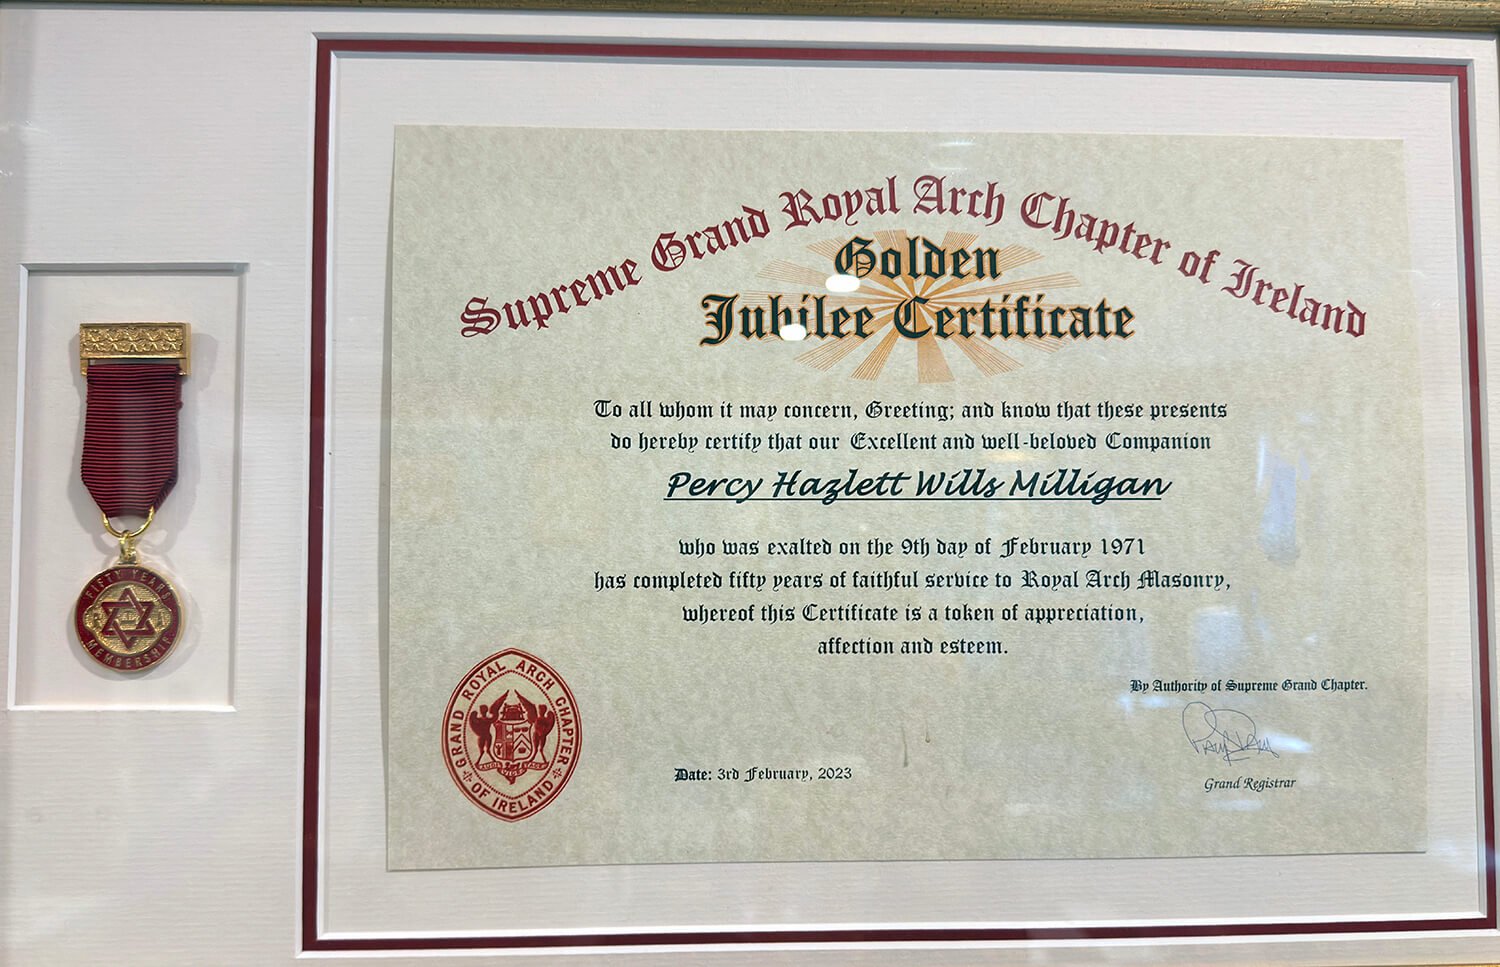 Supreme Grand Royal Arch Chapter of Ireland
Golden
Jubilee Certificate
To all whom it may concern, Greeting; and know that these presents
do hereby certify that our Excellent and well-beloved Companion
Percy Hazlett Wills Milligan
who was exalted on the 9th day of February 1971
has completed fifty years of faithful service to Royal Arch Masonry,
whereof this Certificate is a token of appreciation,
affection and esteem.
By Authority of Supreme Grand Chapter.
Grand Registrar
Date: 3rd February, 2023
GRAND ROYAL ARCH CHAPTER
OF IRELAND
FIFTY YEARS
MEMBERSHIP